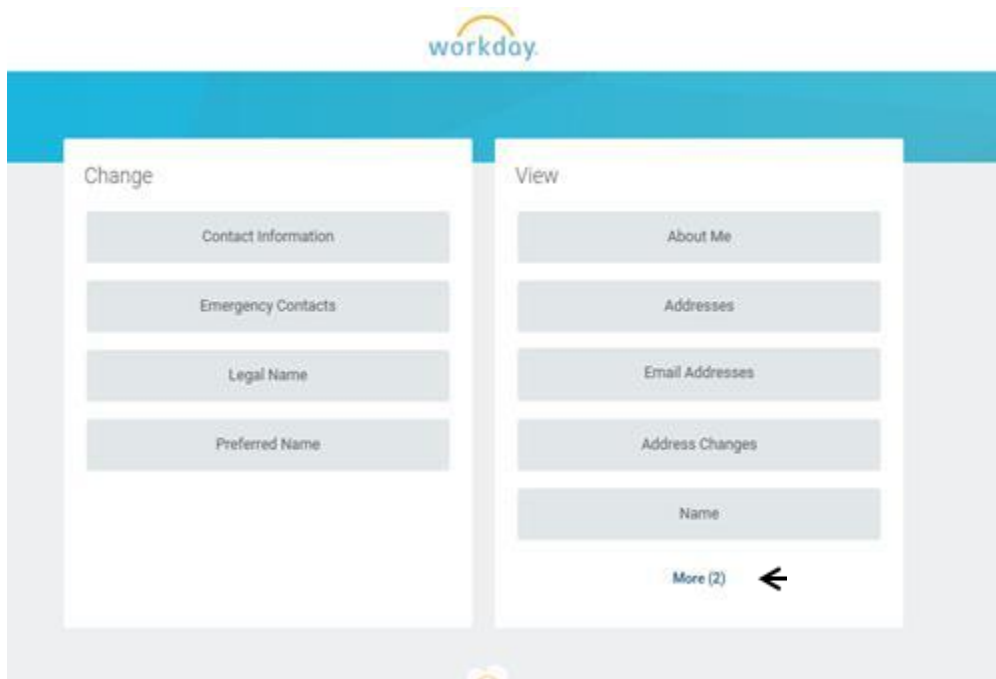 workday.
Change
Contact Information
Emergency Contacts
Legal Name
Preferred Name
View
About Me
Addresses
Email Addresses
Address Changes
Name
More (2)